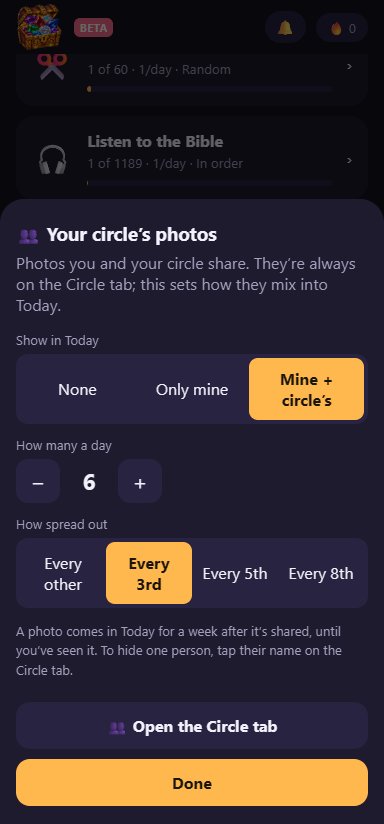 BETA
0
1 of 60 · 1/day · Random
Listen to the Bible
1 of 1189 · 1/day · In order
Your circle's photos
Photos you and your circle share. They're always
on the Circle tab; this sets how they mix into
Today.
Show in Today
None
Only mine
Mine +
circle's
How many a day
− 6 +
How spread out
Every
other
Every
3rd
Every 5th
Every 8th
A photo comes in Today for a week after it's shared, until
you've seen it. To hide one person, tap their name on the
Circle tab.
Open the Circle tab
Done